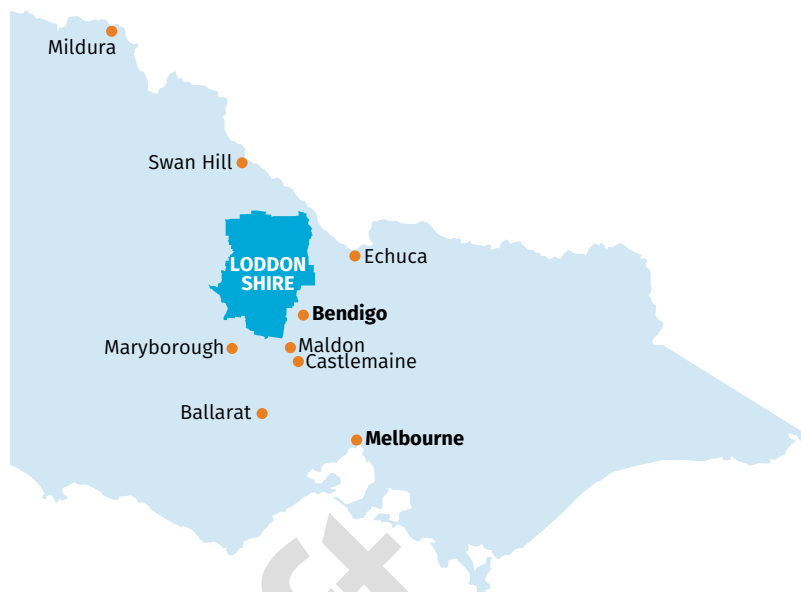 Mildura
Swan Hill
Echuca
LODDON
SHIRE
Bendigo
Maryborough
Maldon
Castlemaine
Ballarat
Melbourne